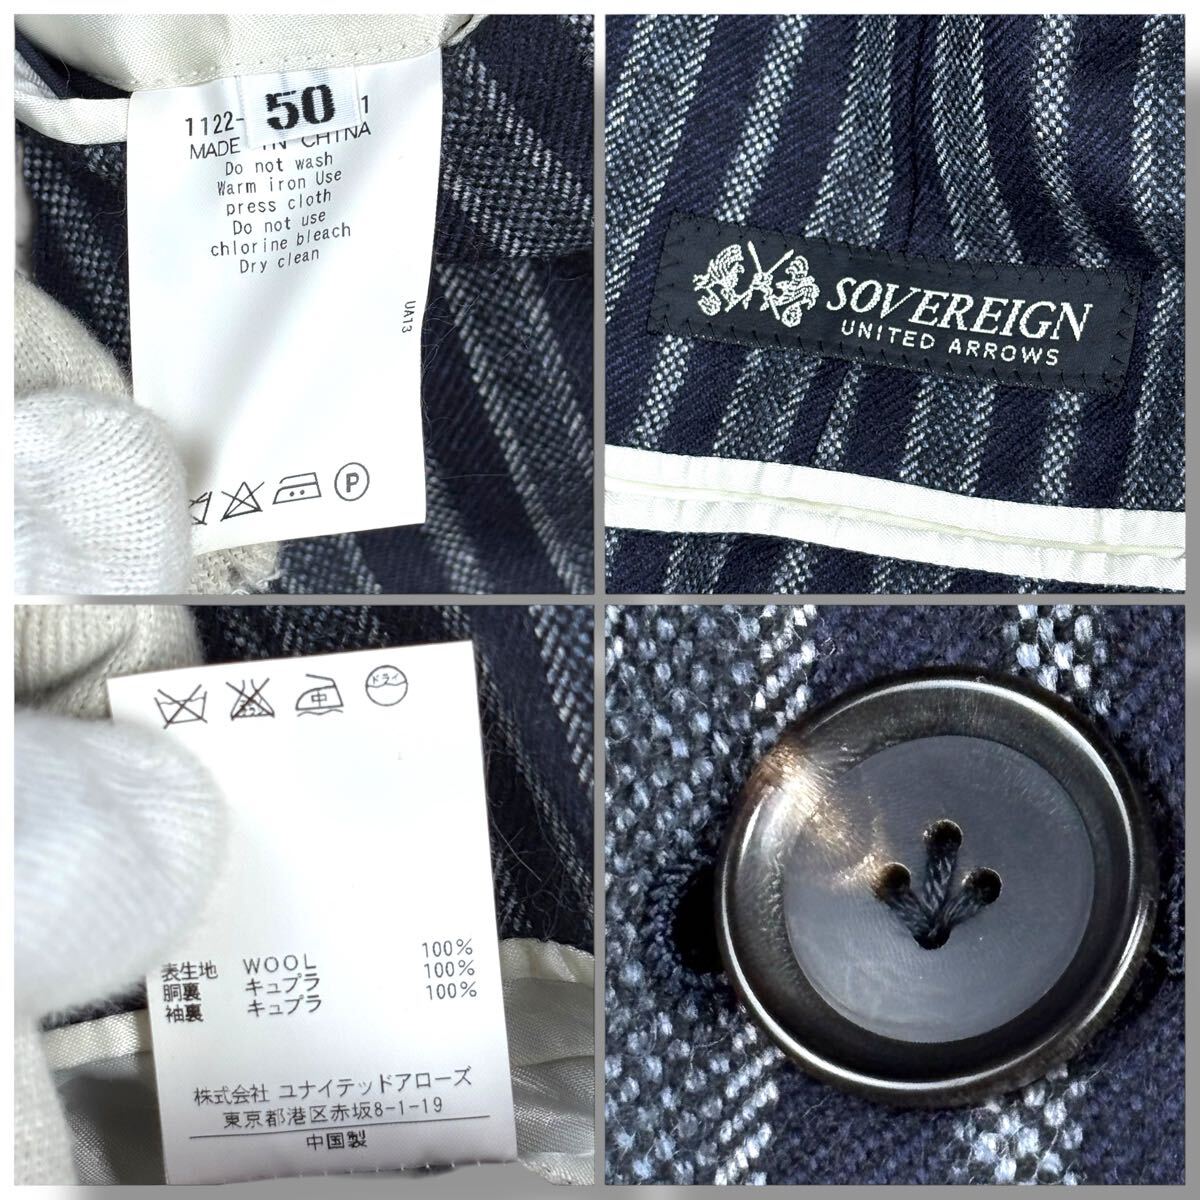 50
1122- 1
MADE IN CHINA
Do not wash
Warm iron Use
press cloth
Do not use
chlorine bleach
Dry clean
UA13
P
SOVEREIGN
UNITED ARROWS
中
ドライ
表生地 WOOL 100%
胴裏 キュプラ 100%
袖裏 キュプラ 100%
株式会社 ユナイテッドアローズ
東京都港区赤坂8-1-19
中国製